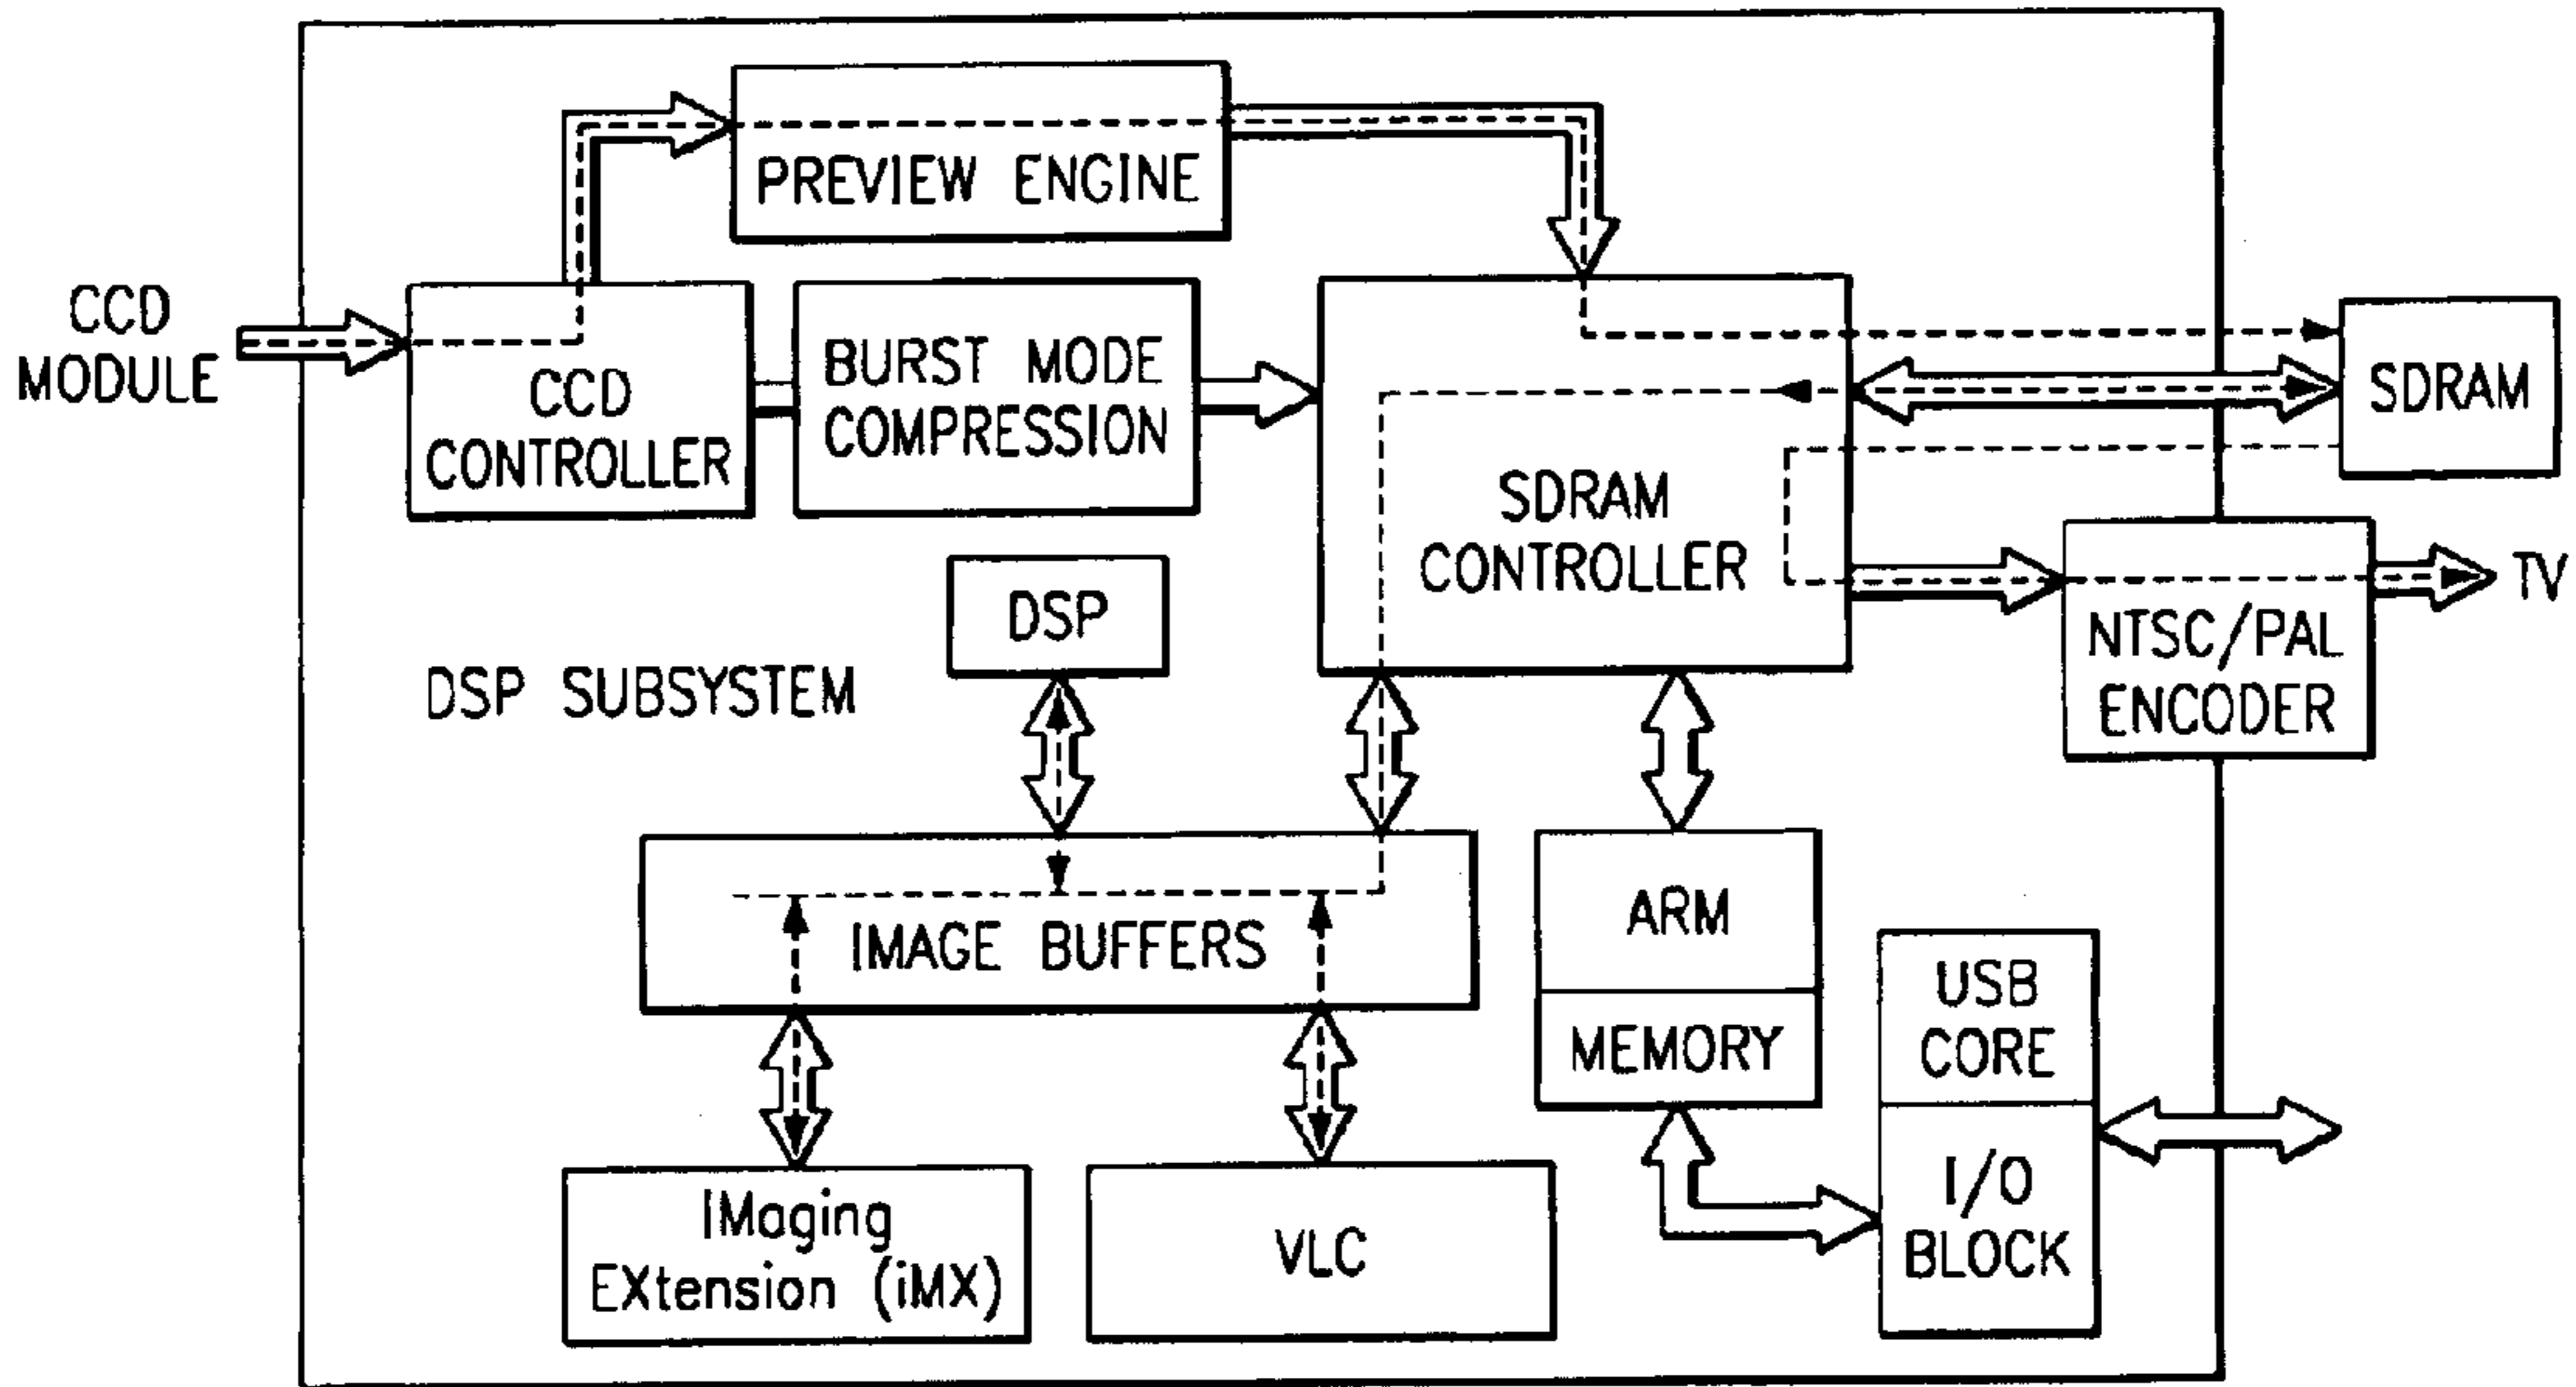 PREVIEW ENGINE
CCD
MODULE
CCD
CONTROLLER
BURST MODE
COMPRESSION
SDRAM
CONTROLLER
SDRAM
NTSC/PAL
ENCODER
TV
DSP
DSP SUBSYSTEM
IMAGE BUFFERS
ARM
MEMORY
USB
CORE
I/O
BLOCK
IMaging
EXtension (iMX)
VLC